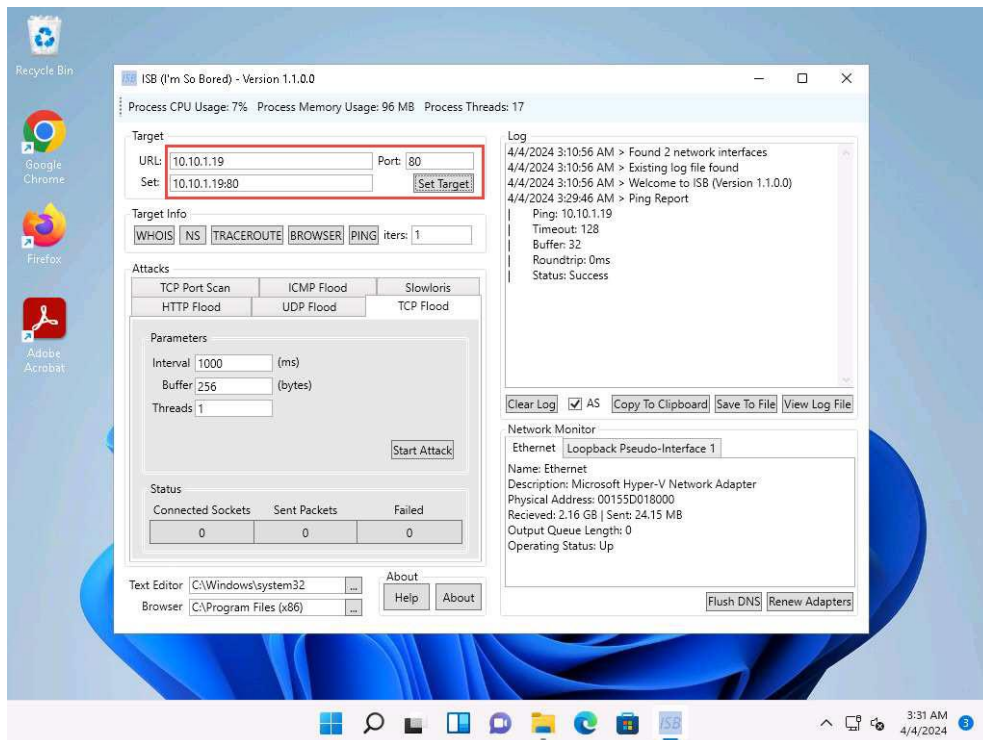 Recycle Bin
Google
Chrome
Firefox
Adobe
Acrobat
ISB ISB (I'm So Bored) - Version 1.1.0.0
Process CPU Usage: 7% Process Memory Usage: 96 MB Process Threads: 17
Target
URL: 10.10.1.19 Port: 80
Set: 10.10.1.19:80 Set Target
Target Info
WHOIS NS TRACEROUTE BROWSER PING iters: 1
Attacks
TCP Port Scan ICMP Flood Slowloris
HTTP Flood UDP Flood TCP Flood
Parameters
Interval 1000 (ms)
Buffer 256 (bytes)
Threads 1
Start Attack
Status
Connected Sockets Sent Packets Failed
0 0 0
Text Editor C:\Windows\system32 ...
Browser C:\Program Files (x86) ...
About
Help About
Log
4/4/2024 3:10:56 AM > Found 2 network interfaces
4/4/2024 3:10:56 AM > Existing log file found
4/4/2024 3:10:56 AM > Welcome to ISB (Version 1.1.0.0)
4/4/2024 3:29:46 AM > Ping Report
| Ping: 10.10.1.19
| Timeout: 128
| Buffer: 32
| Roundtrip: 0ms
| Status: Success
Clear Log AS Copy To Clipboard Save To File View Log File
Network Monitor
Ethernet Loopback Pseudo-Interface 1
Name: Ethernet
Description: Microsoft Hyper-V Network Adapter
Physical Address: 00155D018000
Recieved: 2.16 GB | Sent: 24.15 MB
Output Queue Length: 0
Operating Status: Up
Flush DNS Renew Adapters
ISB
3:31 AM
4/4/2024
3